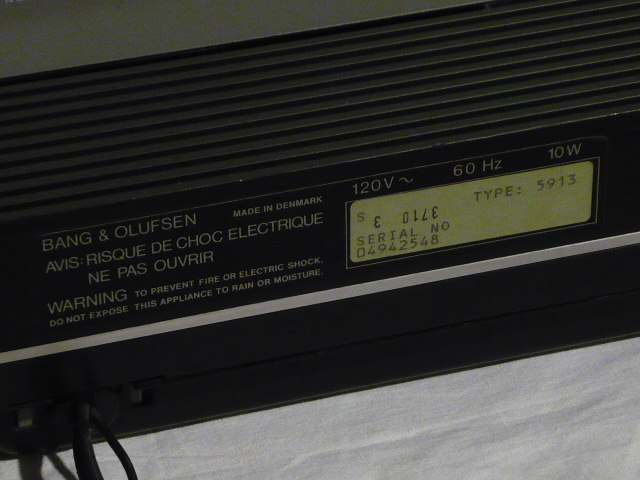 BANG & OLUFSEN MADE IN DENMARK
AVIS: RISQUE DE CHOC ELECTRIQUE
NE PAS OUVRIR
WARNING TO PREVENT FIRE OR ELECTRIC SHOCK,
DO NOT EXPOSE THIS APPLIANCE TO RAIN OR MOISTURE.
120V~ 60 Hz 10W
TYPE: 5913
S
SERIAL NO
04942548